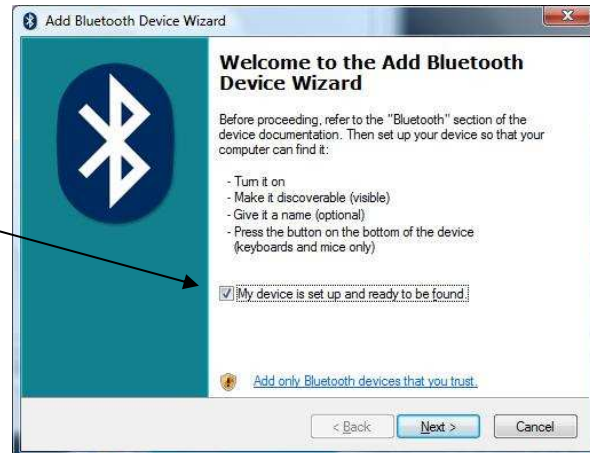 Add Bluetooth Device Wizard
Welcome to the Add Bluetooth
Device Wizard
Before proceeding, refer to the "Bluetooth" section of the
device documentation. Then set up your device so that your
computer can find it:
- Turn it on
- Make it discoverable (visible)
- Give it a name (optional)
- Press the button on the bottom of the device
(keyboards and mice only)
My device is set up and ready to be found.
Add only Bluetooth devices that you trust.
< Back Next > Cancel